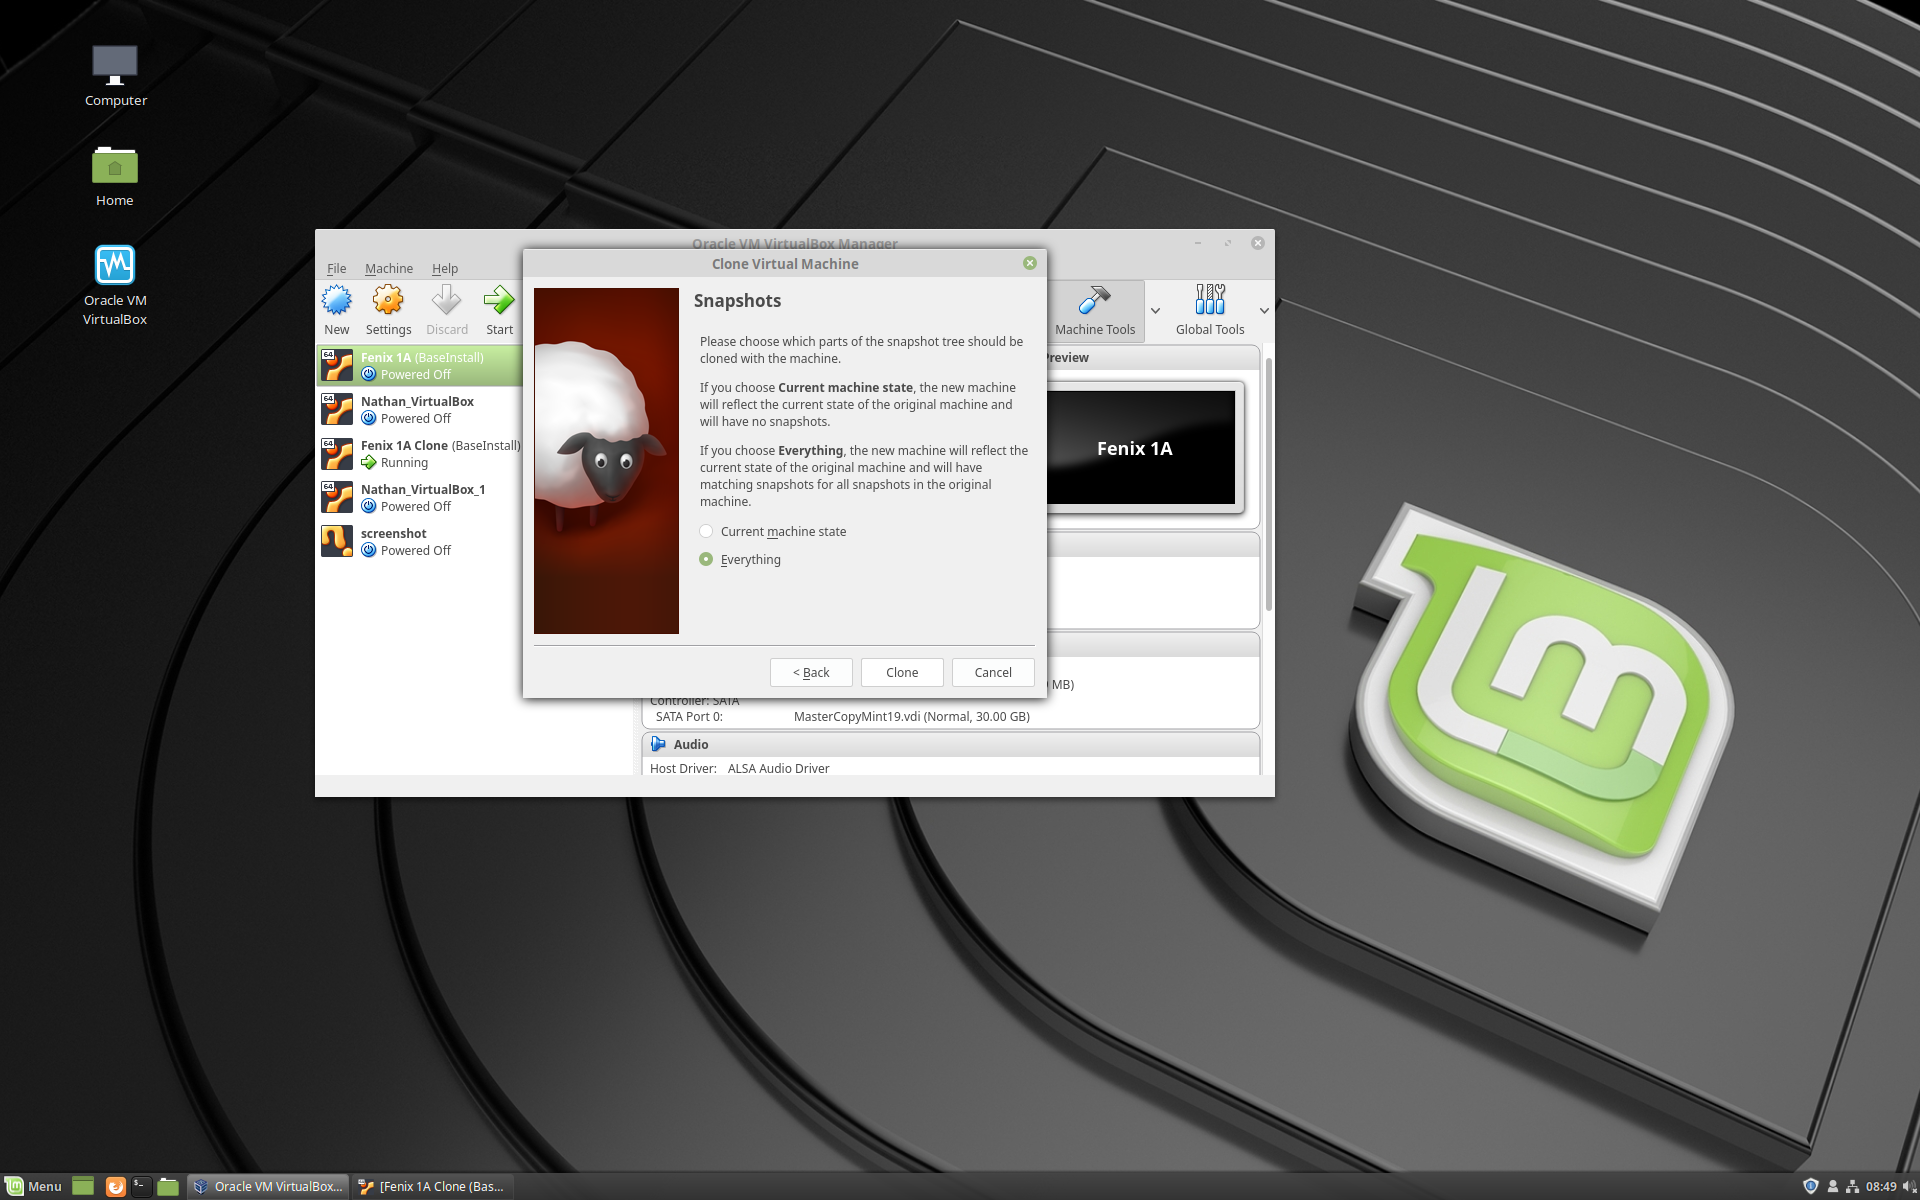 Computer
Home
Oracle VM
VirtualBox
Oracle VM VirtualBox Manager
File Machine Help
New Settings Discard Start
Machine Tools Global Tools
64 Fenix 1A (BaseInstall)
Powered Off
64 Nathan_VirtualBox
Powered Off
64 Fenix 1A Clone (BaseInstall)
Running
64 Nathan_VirtualBox_1
Powered Off
screenshot
Powered Off
Clone Virtual Machine
Snapshots
Please choose which parts of the snapshot tree should be
cloned with the machine.
If you choose Current machine state, the new machine
will reflect the current state of the original machine and
will have no snapshots.
If you choose Everything, the new machine will reflect the
current state of the original machine and will have
matching snapshots for all snapshots in the original
machine.
Current machine state
Everything
< Back Clone Cancel
Preview
Fenix 1A
MB)
Controller: SATA
SATA Port 0: MasterCopyMint19.vdi (Normal, 30.00 GB)
Audio
Host Driver: ALSA Audio Driver
Menu Oracle VM VirtualBox... [Fenix 1A Clone (Bas... 08:49